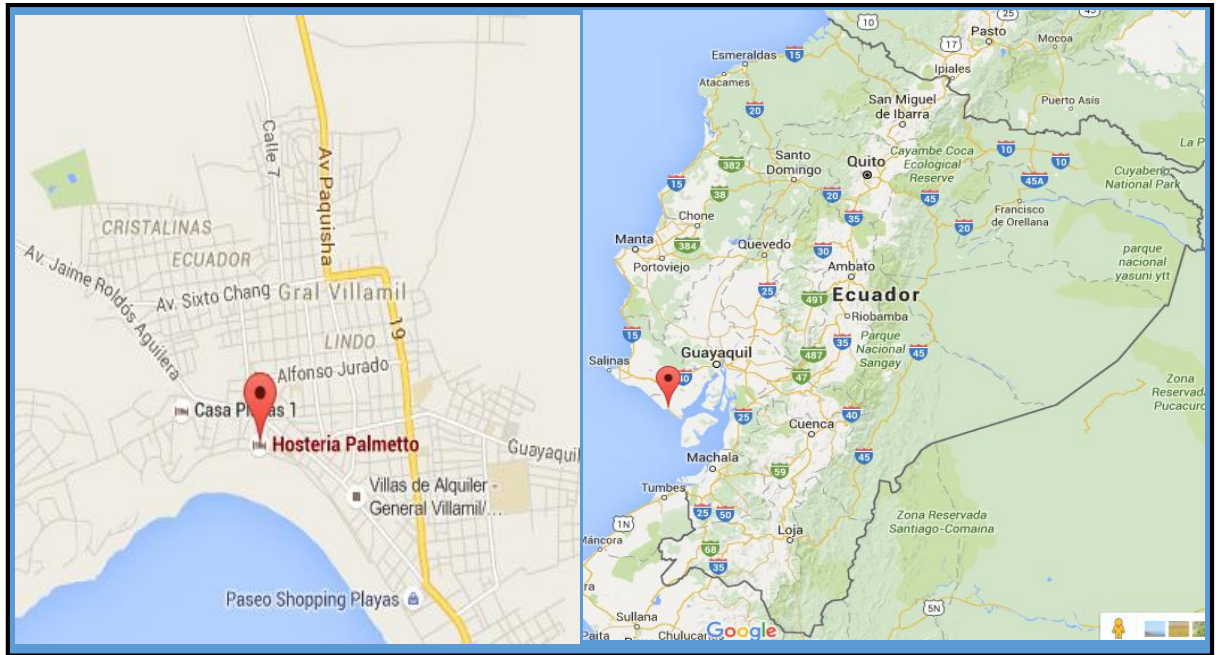 Calle 7
Av.Paquisha
CRISTALINAS
ECUADOR
Av. Jaime Roldós Aguilera
Av. Sixto Chang
Gral Villamil
19
LINDO
Alfonso Jurado
Casa Playas 1
Hosteria Palmetto
Guayaquil
Villas de Alquiler -
General Villamil/...
Paseo Shopping Playas
10
25
45
Pasto
17
Mocoa
Esmeraldas
15
Ipiales
Atacames
San Miguel
de Ibarra
Puerto Asís
20
La P
10
Cayambe Coca
Ecological
Reserve
382
Santo
Domingo
Quito
10
Cuyabeno
National Park
15
38
20
45
45A
Chone
35
20
Francisco
de Orellana
Manta
384
Quevedo
30
parque
nacional
yasuni ytt
Portoviejo
Ambato
25
491
Ecuador
Riobamba
15
35
Parque
Nacional
Sangay
Salinas
Guayaquil
487
45
40
47
Zona
Reservada
Pucacuro
25
40
Cuenca
45
Machala
59
Tumbes
25
50
Zona Reservada
Santiago-Comaina
1N
Loja
Máncora
68
35
ra
5N
Sullana
Google
Paita
Chulucanas